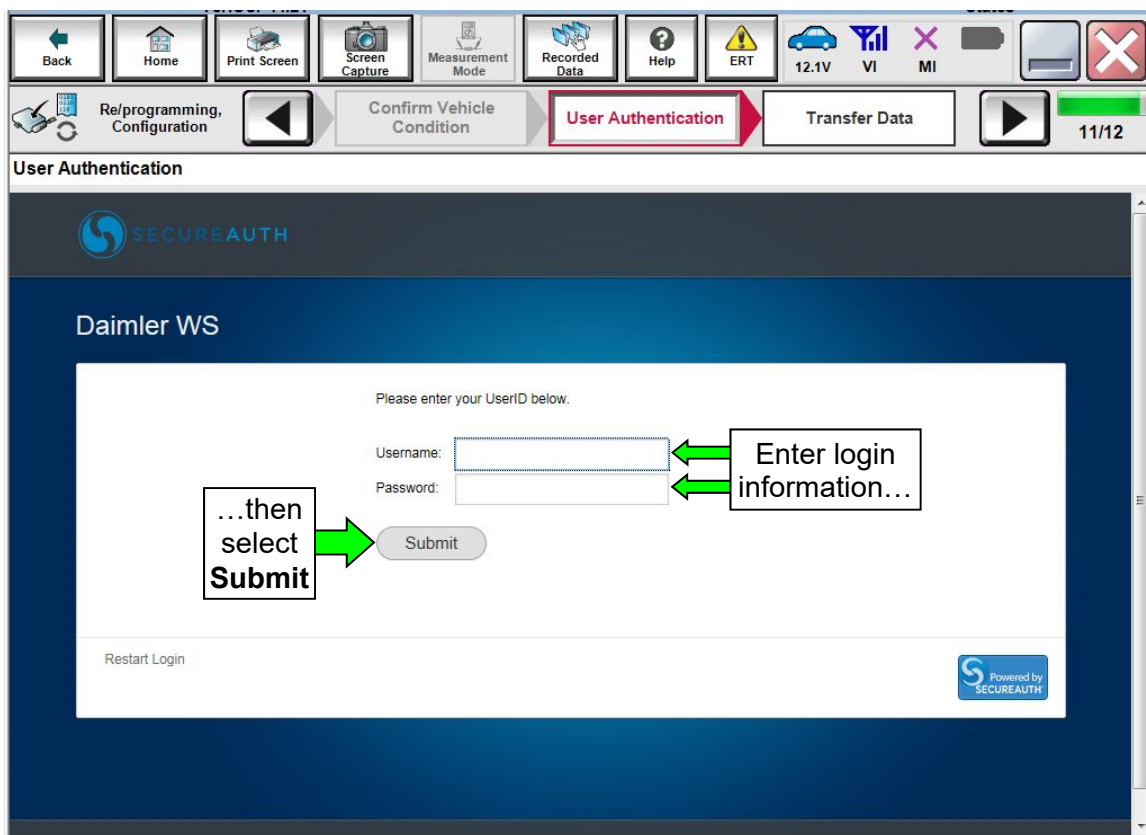 Back
Home
Print Screen
Screen
Capture
Measurement
Mode
Recorded
Data
Help
ERT
12.1V
VI
MI
Re/programming,
Configuration
Confirm Vehicle
Condition
User Authentication
Transfer Data
11/12
User Authentication
SECUREAUTH
Daimler WS
Please enter your UserID below.
Username:
Enter login
information…
Password:
…then
select
Submit
Submit
Restart Login
Powered by
SECUREAUTH